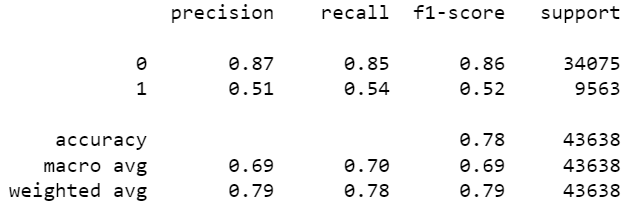 precision recall f1-score support
0 0.87 0.85 0.86 34075
1 0.51 0.54 0.52 9563
accuracy 0.78 43638
macro avg 0.69 0.70 0.69 43638
weighted avg 0.79 0.78 0.79 43638